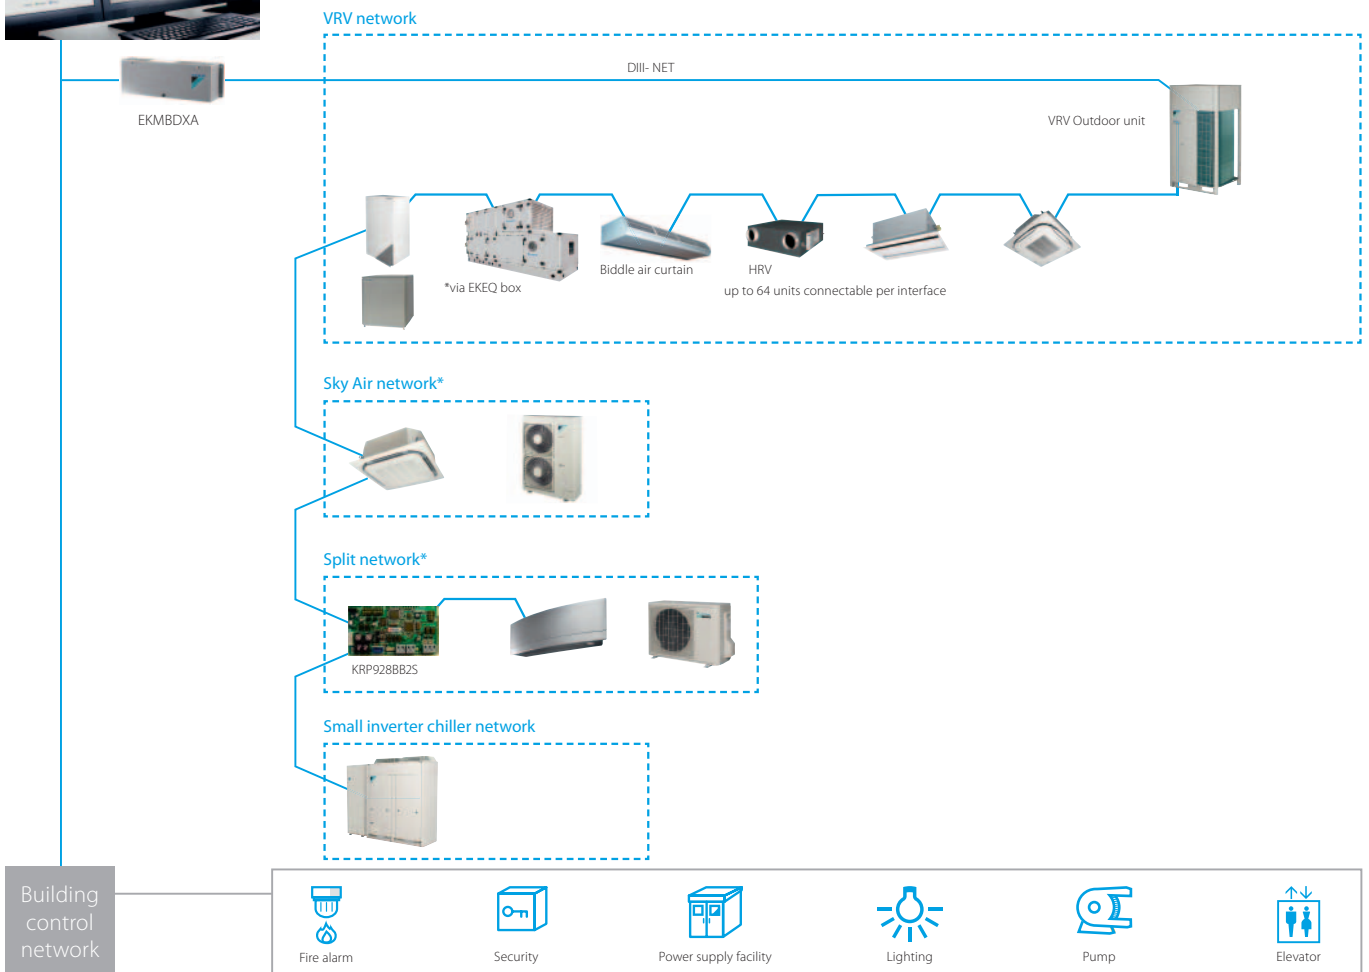 VRV network
DIII- NET
EKMBDXA
VRV Outdoor unit
Biddle air curtain
HRV
*via EKEQ box
up to 64 units connectable per interface
Sky Air network*
Split network*
KRP928BB2S
Small inverter chiller network
Building
control
network
Fire alarm
Security
Power supply facility
Lighting
Pump
Elevator